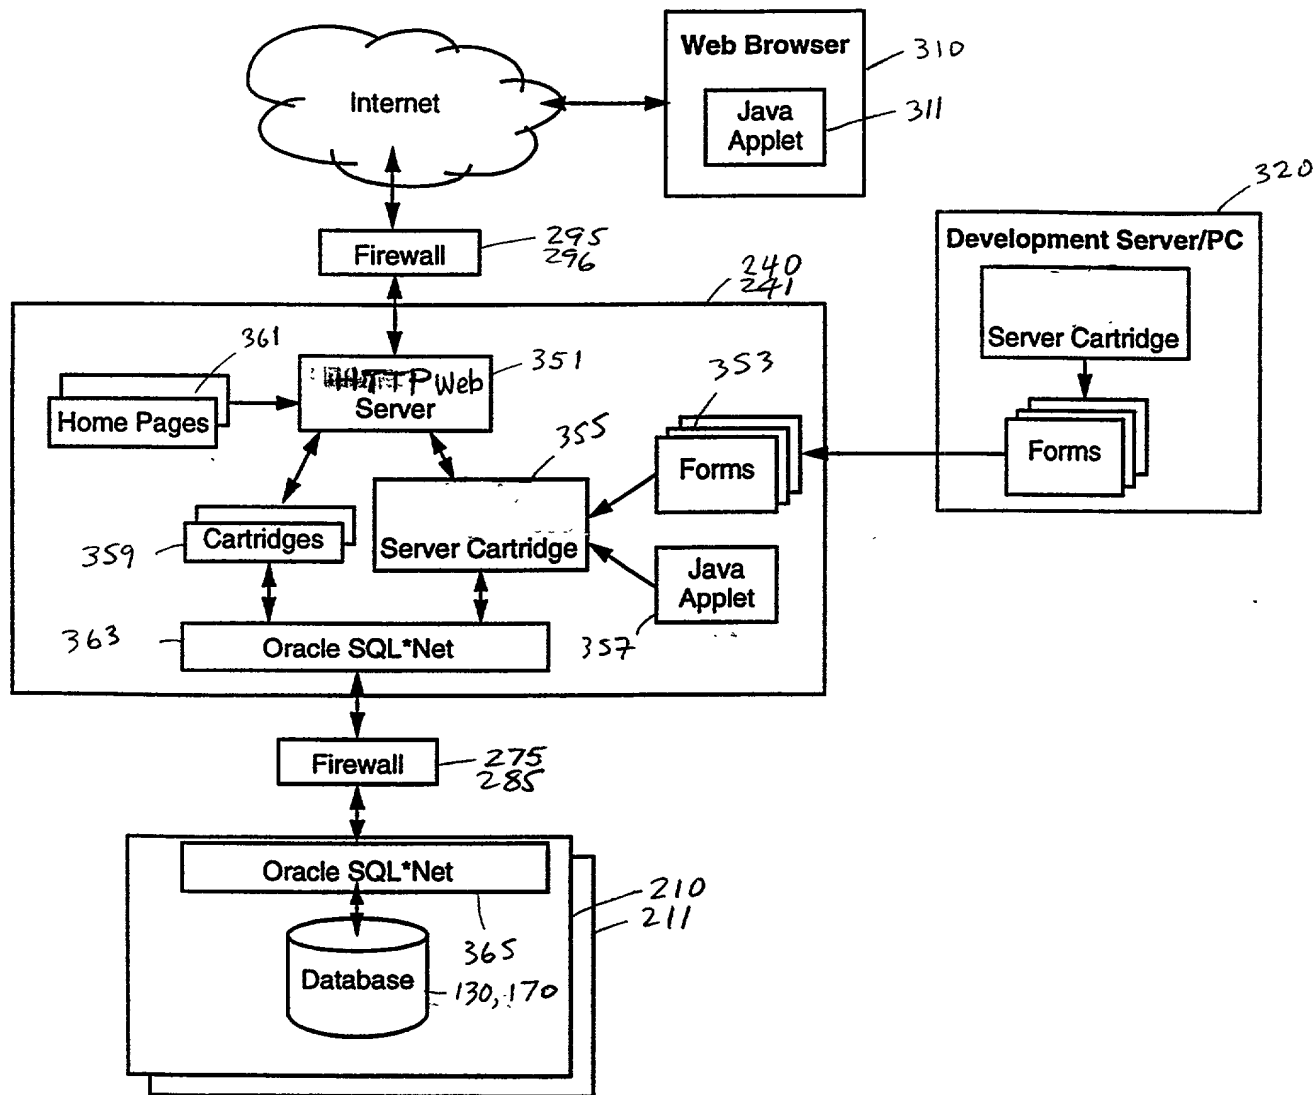 Web Browser
310
Internet
Java
Applet
311
320
Firewall
295
296
Development Server/PC
240
241
Server Cartridge
361
HTTP Web
Server
351
353
Home Pages
355
Forms
Forms
Cartridges
359
Server Cartridge
Java
Applet
357
363
Oracle SQL*Net
Firewall
275
285
Oracle SQL*Net
210
211
365
Database
130, 170